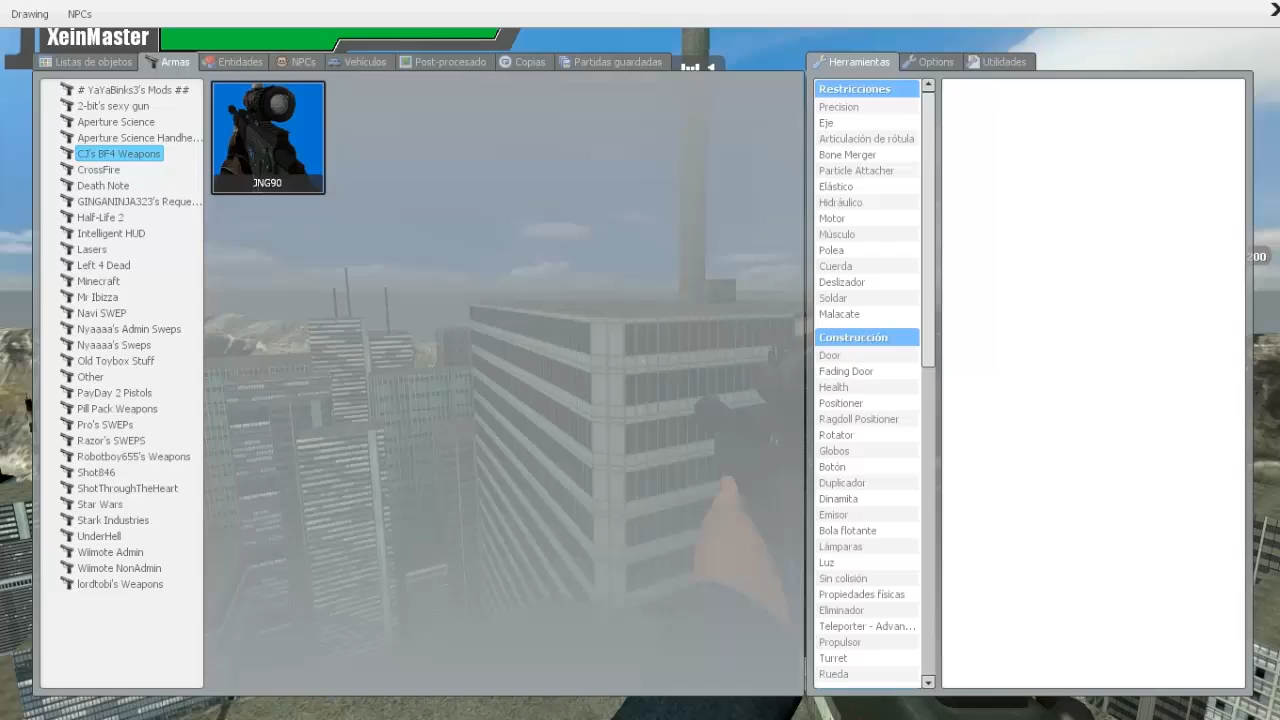 Drawing NPCs
XeinMaster
Listas de objetos Armas Entidades NPCs Vehículos Post-procesado Copias Partidas guardadas
# YaYaBinks3's Mods ##
2-bit's sexy gun
Aperture Science
Aperture Science Handhe...
CJ's BF4 Weapons
CrossFire
Death Note
GINGANINJA323's Reque...
Half-Life 2
Intelligent HUD
Lasers
Left 4 Dead
Minecraft
Mr Ibizza
Navi SWEP
Nyaaaa's Admin Sweps
Nyaaaa's Sweps
Old Toybox Stuff
Other
PayDay 2 Pistols
Pill Pack Weapons
Pro's SWEPs
Razor's SWEPS
Robotboy655's Weapons
Shot846
ShotThroughTheHeart
Star Wars
Stark Industries
UnderHell
Wiimote Admin
Wiimote NonAdmin
lordtobi's Weapons
JNG90
Herramientas Options Utilidades
Restricciones
Precision
Eje
Articulación de rótula
Bone Merger
Particle Attacher
Elástico
Hidráulico
Motor
Músculo
Polea
Cuerda
Deslizador
Soldar
Malacate
Construcción
Door
Fading Door
Health
Positioner
Ragdoll Positioner
Rotator
Globos
Botón
Duplicador
Dinamita
Emisor
Bola flotante
Lámparas
Luz
Sin colisión
Propiedades físicas
Eliminador
Teleporter - Advan...
Propulsor
Turret
Rueda
200